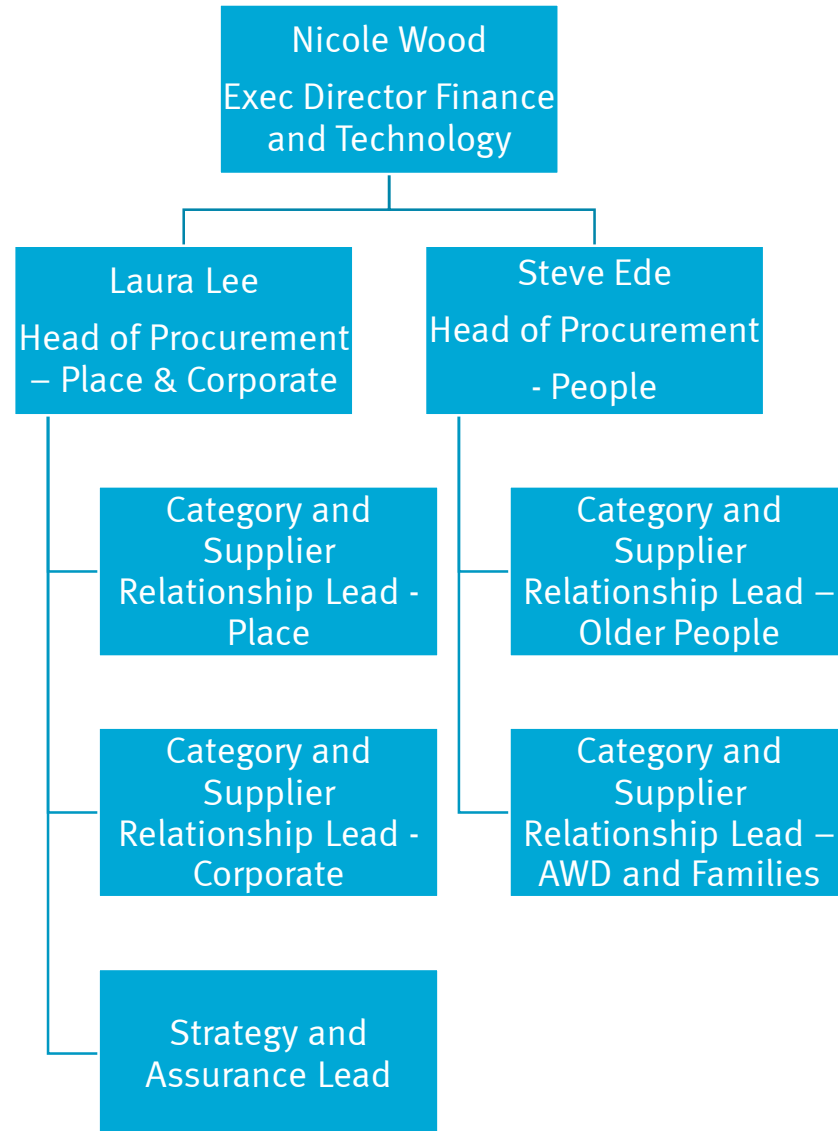 Nicole Wood
Exec Director Finance
and Technology
Laura Lee
Head of Procurement
– Place & Corporate
Steve Ede
Head of Procurement
- People
Category and
Supplier
Relationship Lead -
Place
Category and
Supplier
Relationship Lead –
Older People
Category and
Supplier
Relationship Lead -
Corporate
Category and
Supplier
Relationship Lead –
AWD and Families
Strategy and
Assurance Lead